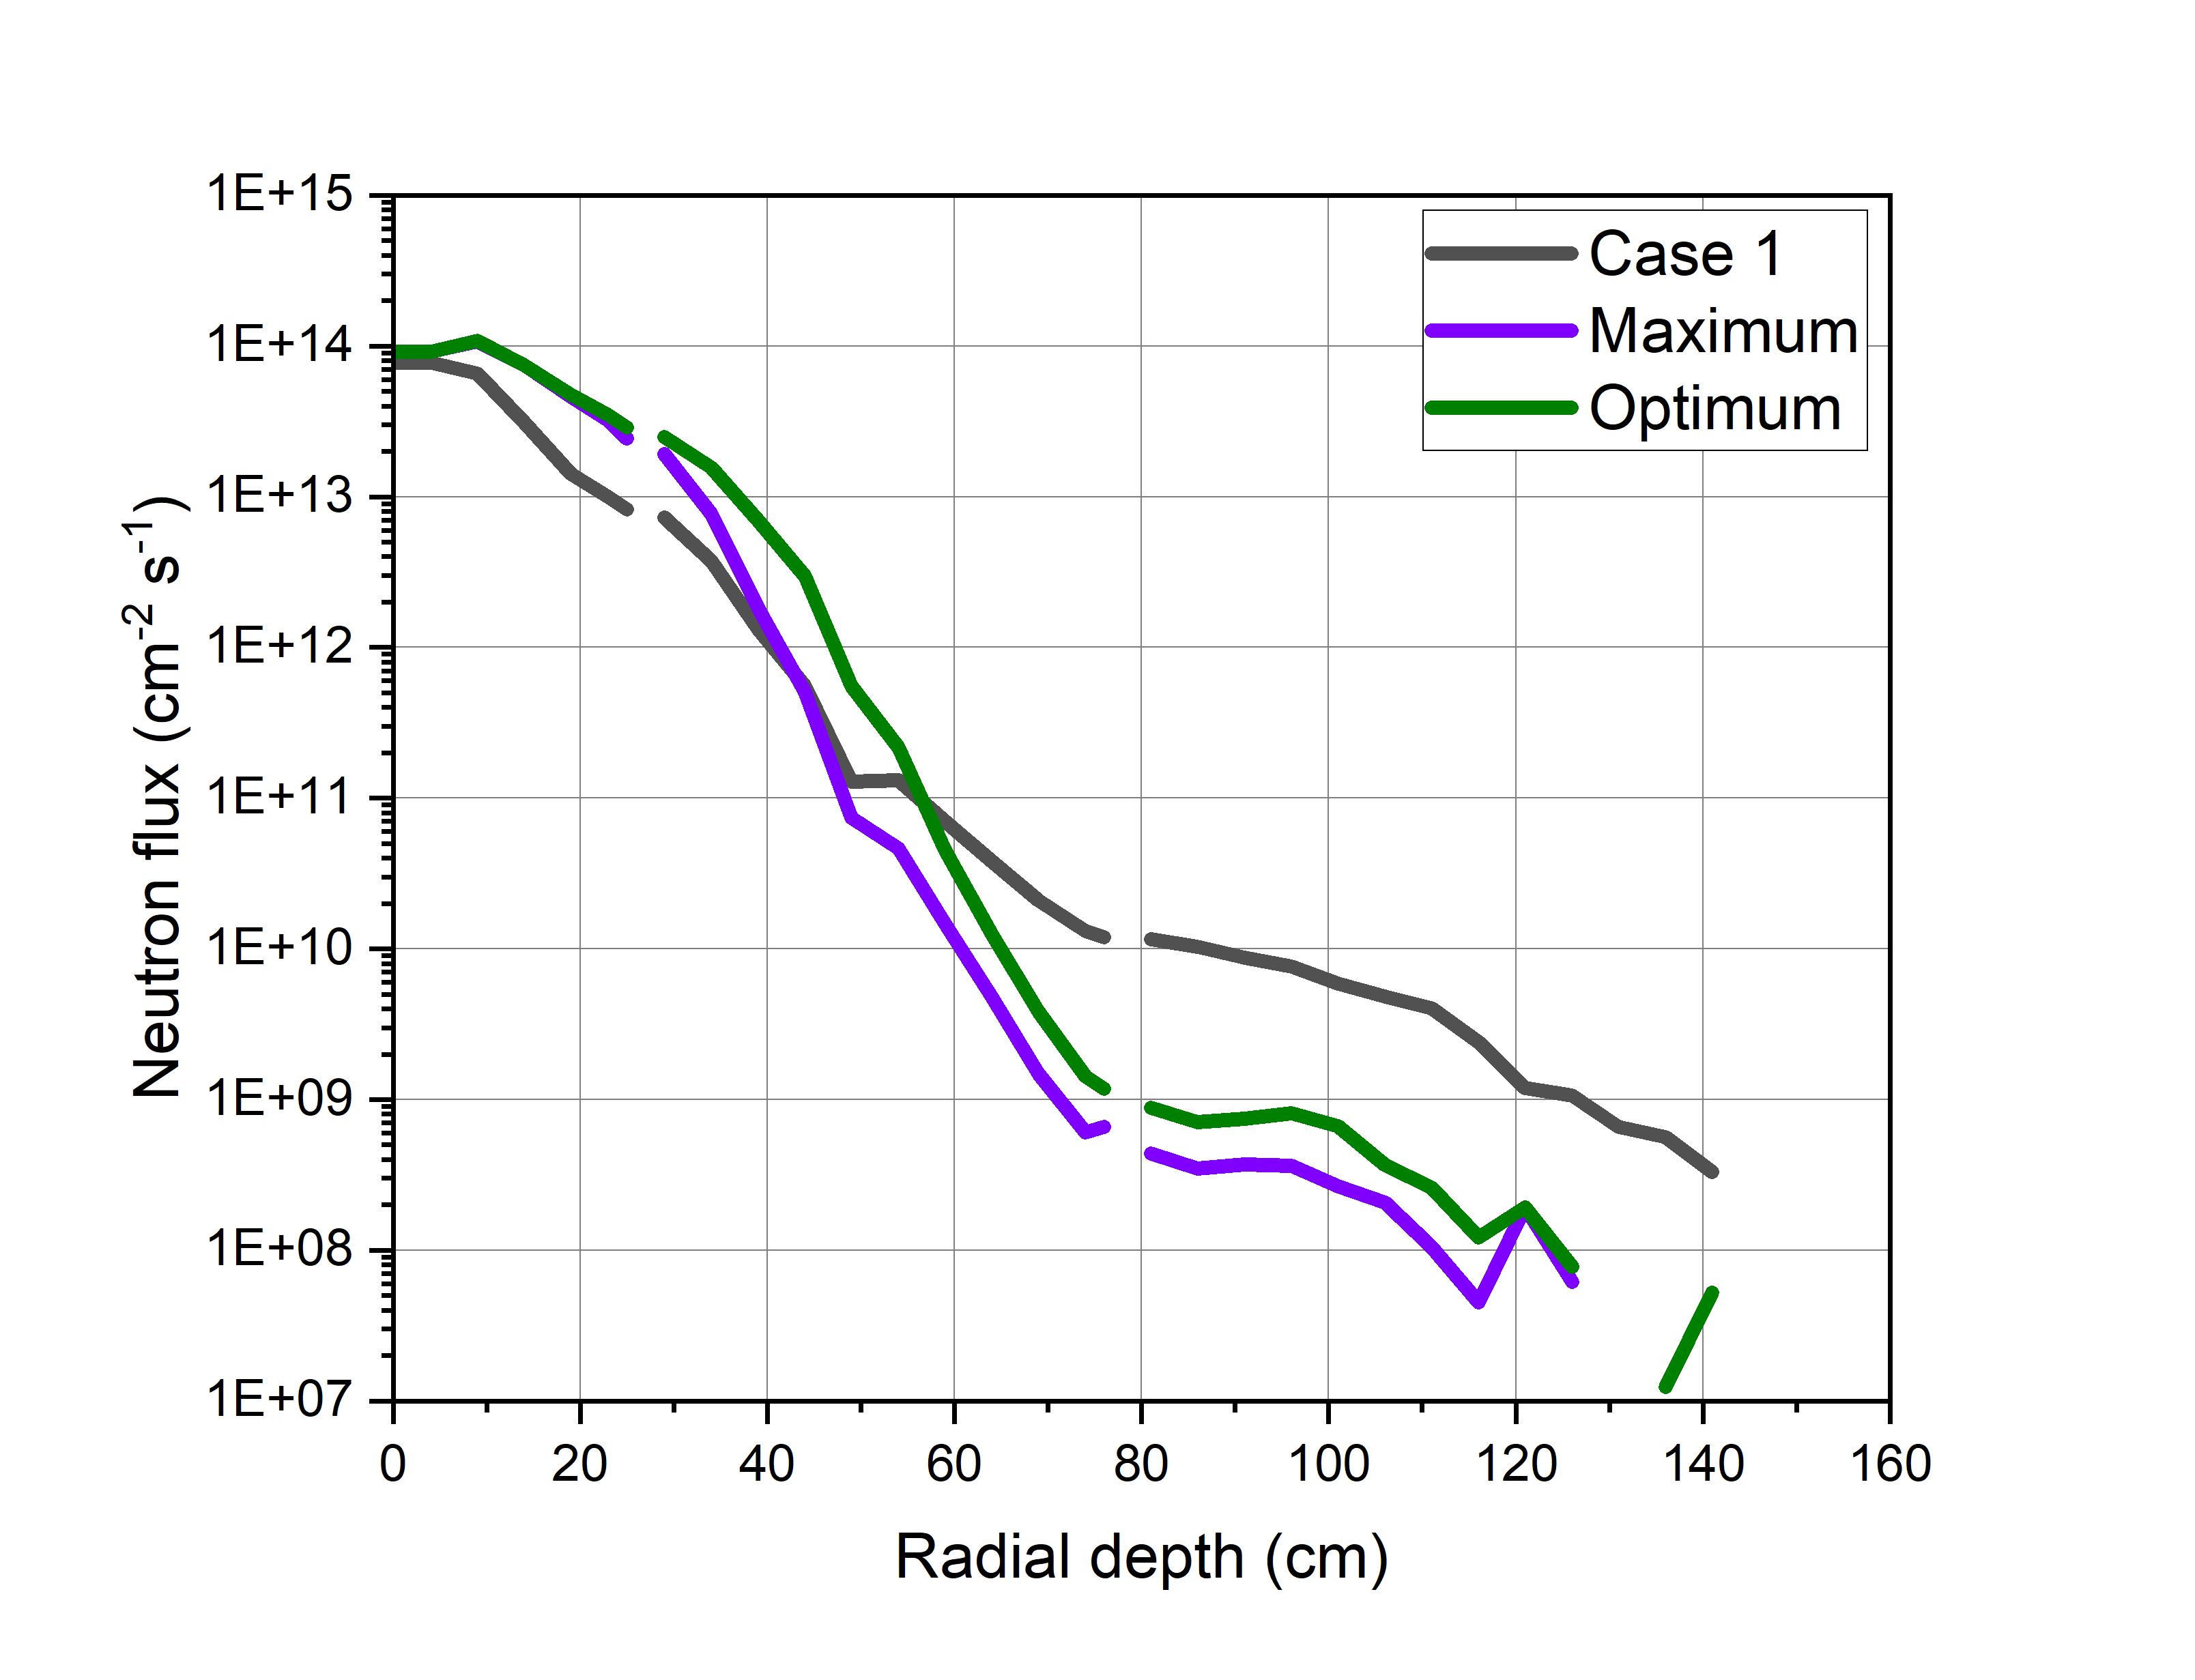 1E+15
1E+14
1E+13
1E+12
1E+11
1E+10
1E+09
1E+08
1E+07
Neutron flux (cm-2 s-1)
Case 1
Maximum
Optimum
0 20 40 60 80 100 120 140 160
Radial depth (cm)